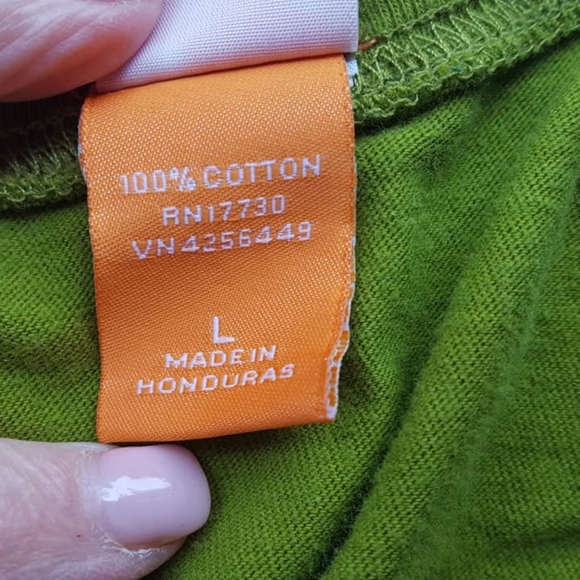 100% COTTON
RN17730
VN4256449
L
MADE IN
HONDURAS